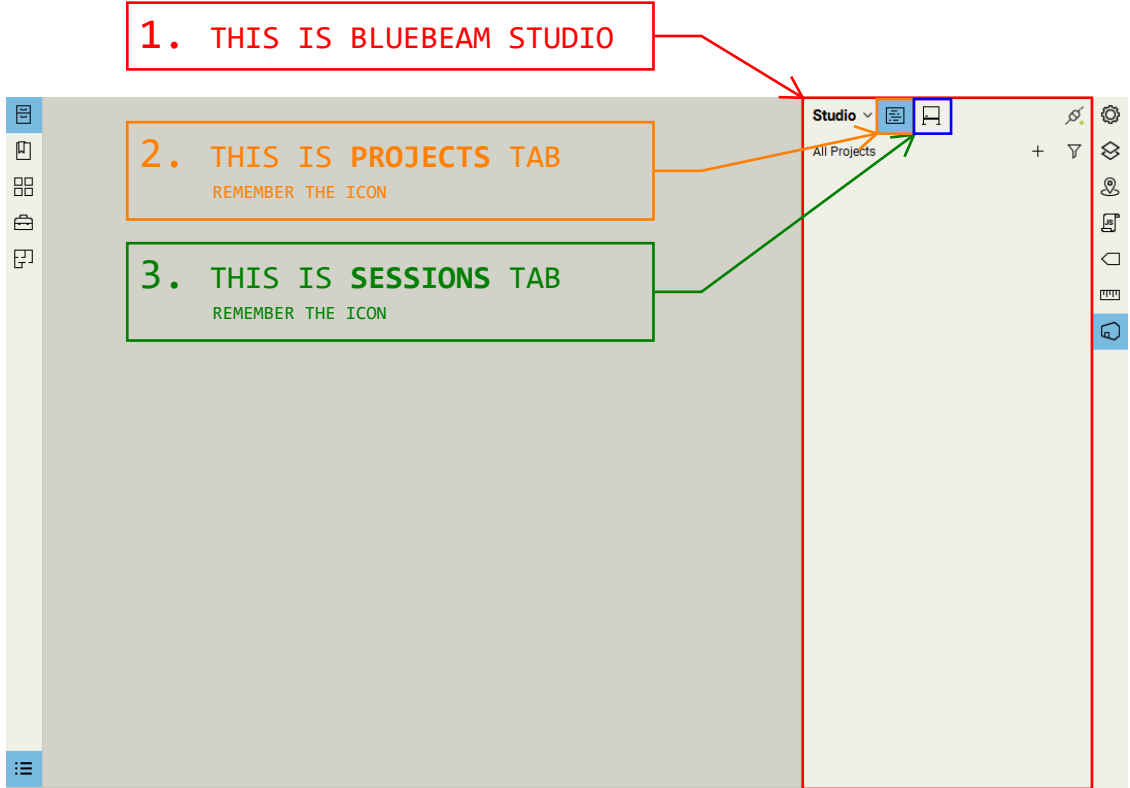 1. THIS IS BLUEBEAM STUDIO
Studio
2. THIS IS PROJECTS TAB
REMEMBER THE ICON
All Projects
3. THIS IS SESSIONS TAB
REMEMBER THE ICON
JS